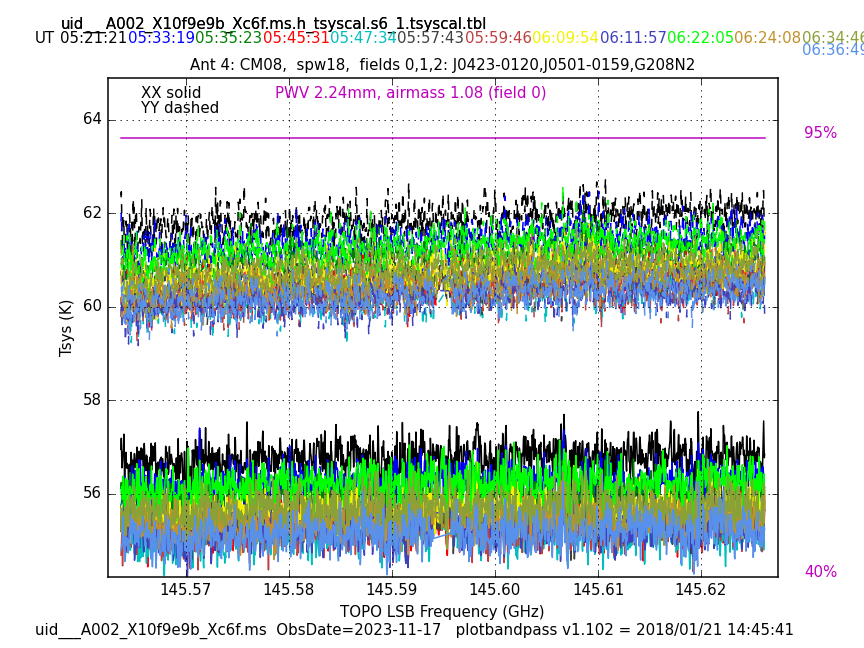 uid___A002_X10f9e9b_Xc6f.ms.h_tsyscal.s6_1.tsyscal.tbl
UT 05:21:21 05:33:19 05:35:23 05:45:31 05:47:34 05:57:43 05:59:46 06:09:54 06:11:57 06:22:05 06:24:08 06:34:46
06:36:49
Ant 4: CM08, spw18, fields 0,1,2: J0423-0120,J0501-0159,G208N2
XX solid
YY dashed
PWV 2.24mm, airmass 1.08 (field 0)
95%
40%
64
62
60
58
56
Tsys (K)
145.57 145.58 145.59 145.60 145.61 145.62
TOPO LSB Frequency (GHz)
uid___A002_X10f9e9b_Xc6f.ms ObsDate=2023-11-17 plotbandpass v1.102 = 2018/01/21 14:45:41